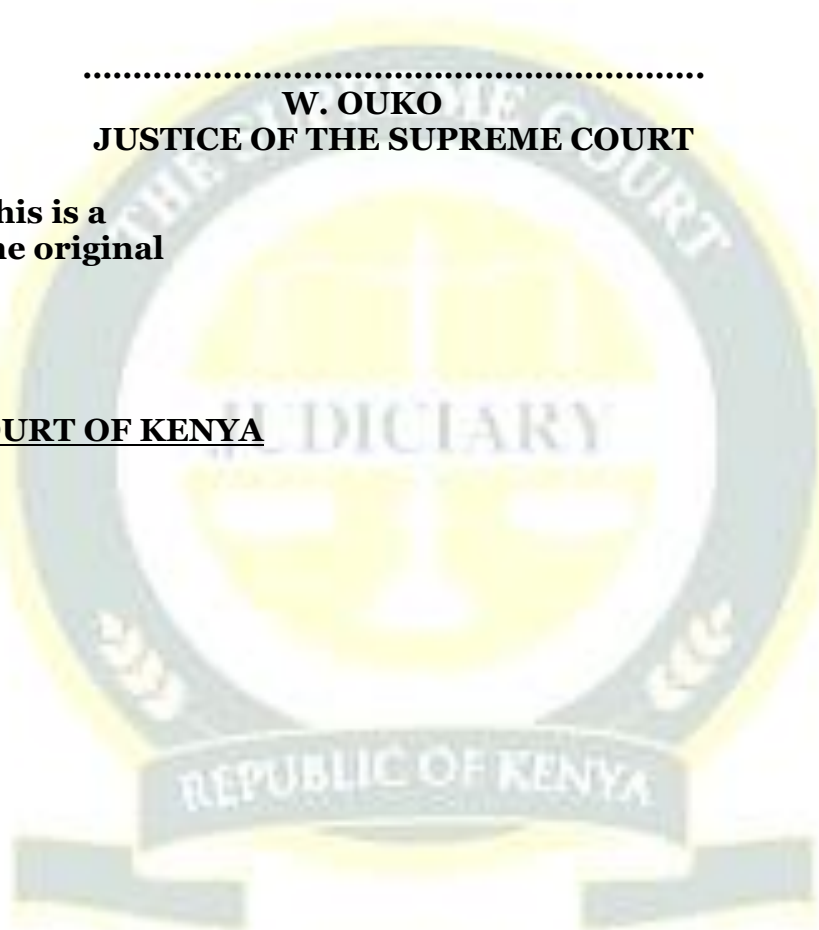 ……………………………………………………
W. OUKO
JUSTICE OF THE SUPREME COURT
his is a
he original
URT OF KENYA
THE SUPREME COURT
JUDICIARY
REPUBLIC OF KENYA